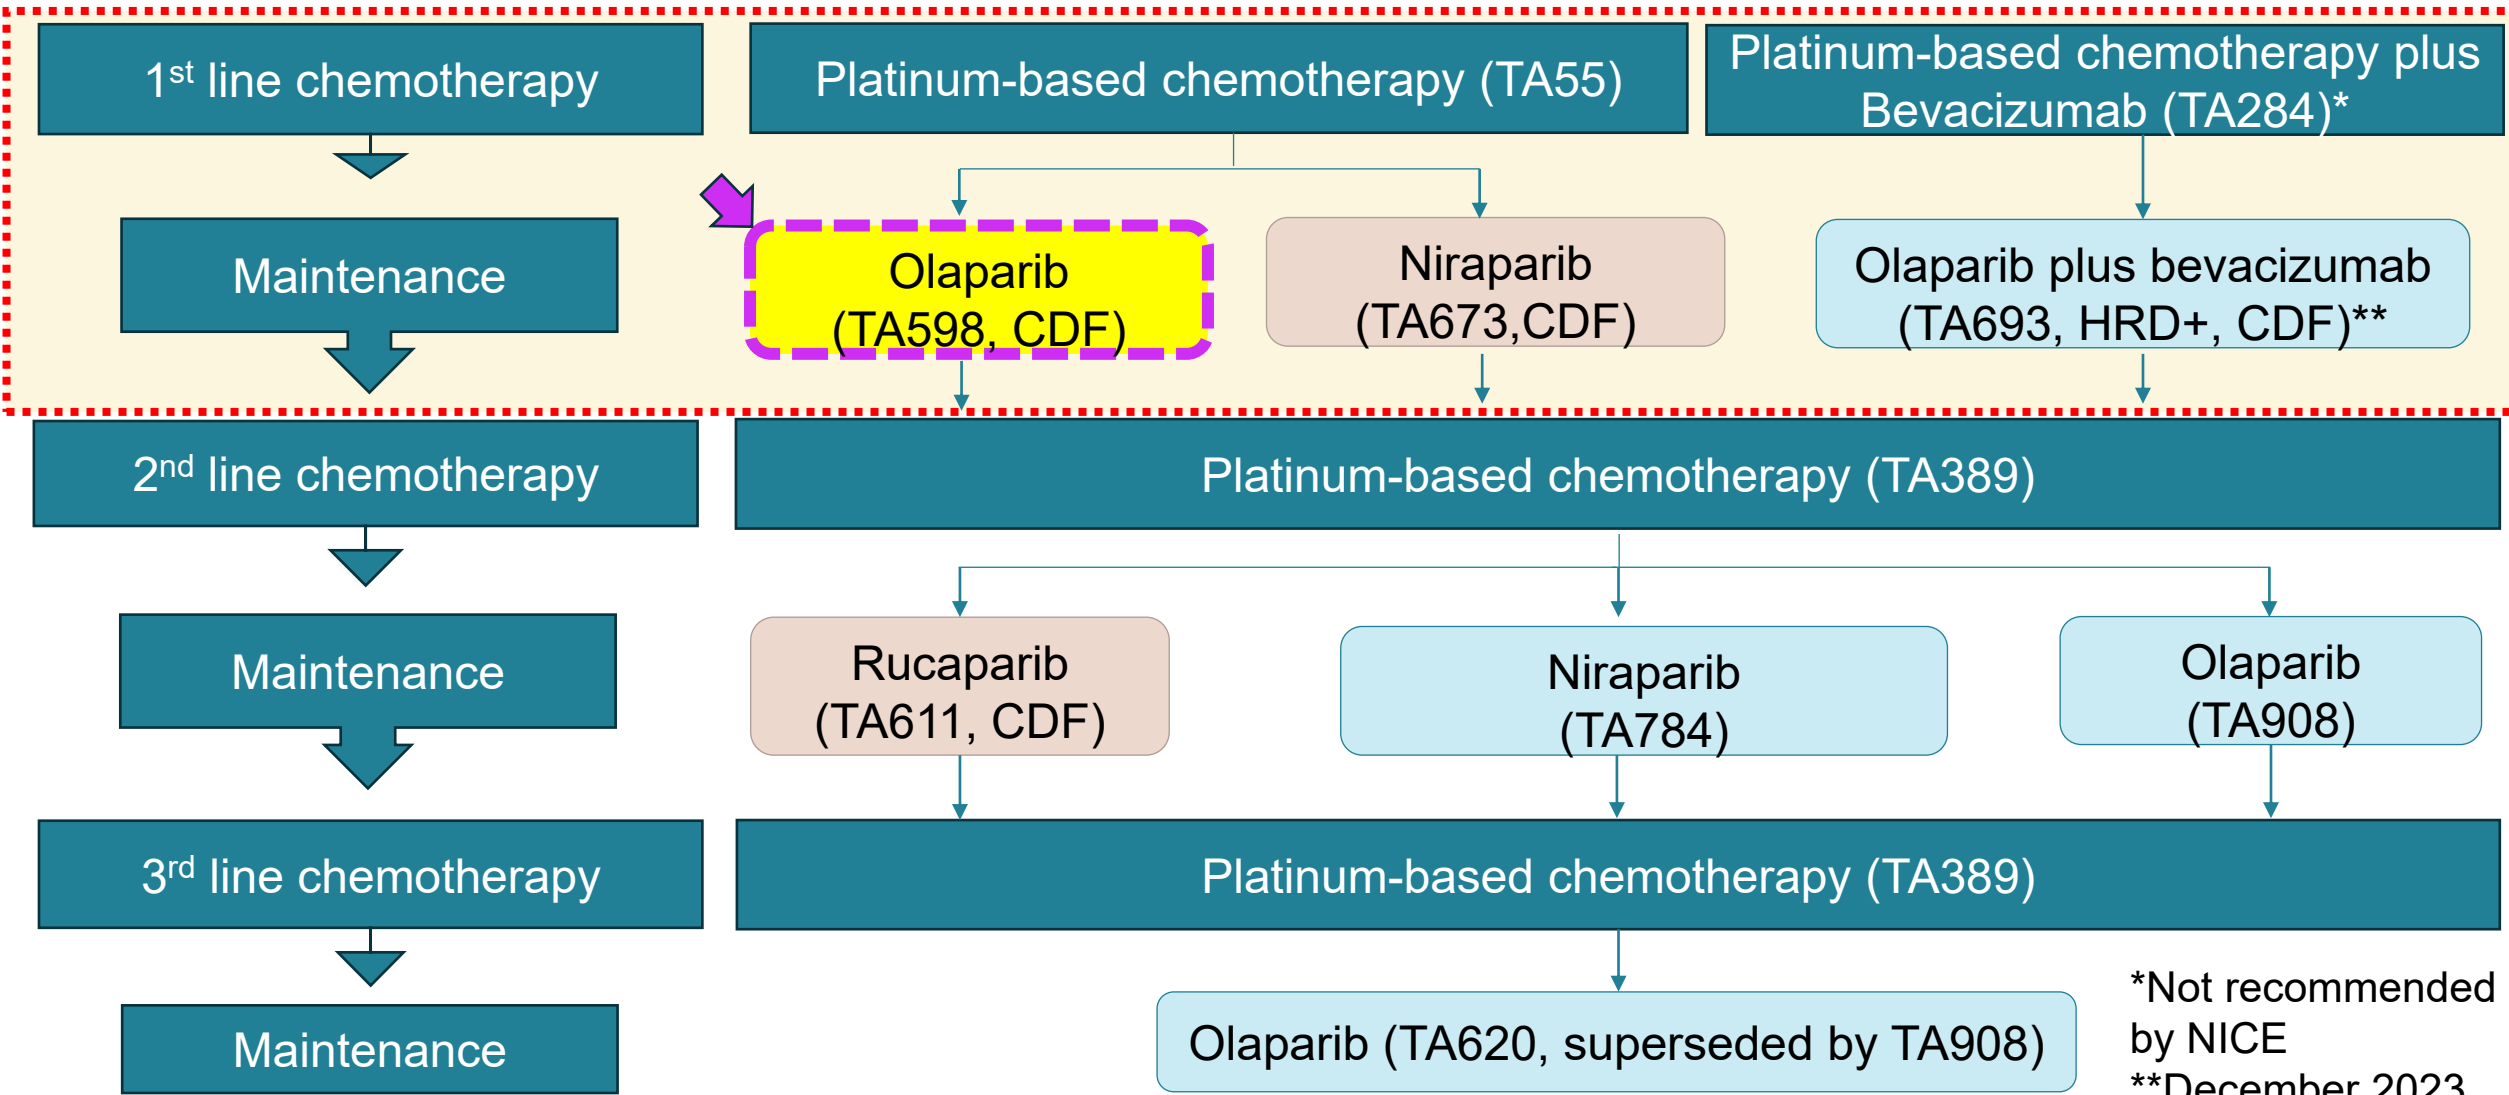 1st line chemotherapy
Platinum-based chemotherapy (TA55)
Platinum-based chemotherapy plus
Bevacizumab (TA284)*
Maintenance
Olaparib
(TA598, CDF)
Niraparib
(TA673,CDF)
Olaparib plus bevacizumab
(TA693, HRD+, CDF)**
2nd line chemotherapy
Platinum-based chemotherapy (TA389)
Maintenance
Rucaparib
(TA611, CDF)
Niraparib
(TA784)
Olaparib
(TA908)
3rd line chemotherapy
Platinum-based chemotherapy (TA389)
Maintenance
Olaparib (TA620, superseded by TA908)
*Not recommended
by NICE
**December 2023